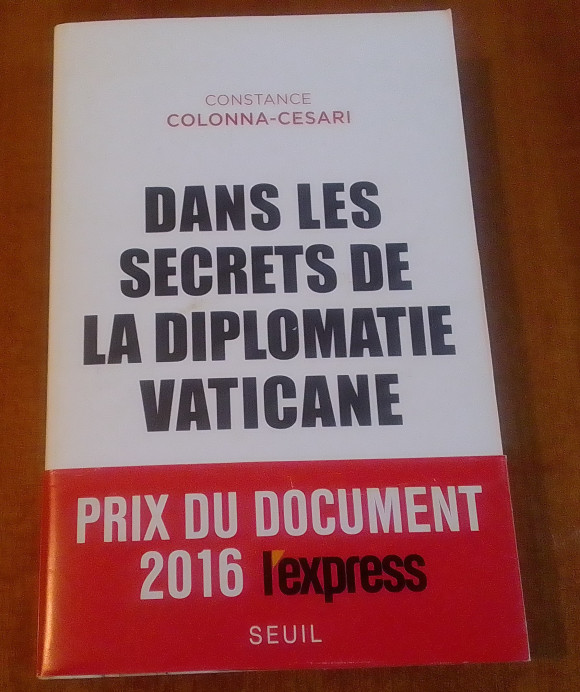 CONSTANCE
COLONNA-CESARI
DANS LES
SECRETS DE
LA DIPLOMATIE
VATICANE
PRIX DU DOCUMENT
2016 l'express
SEUIL